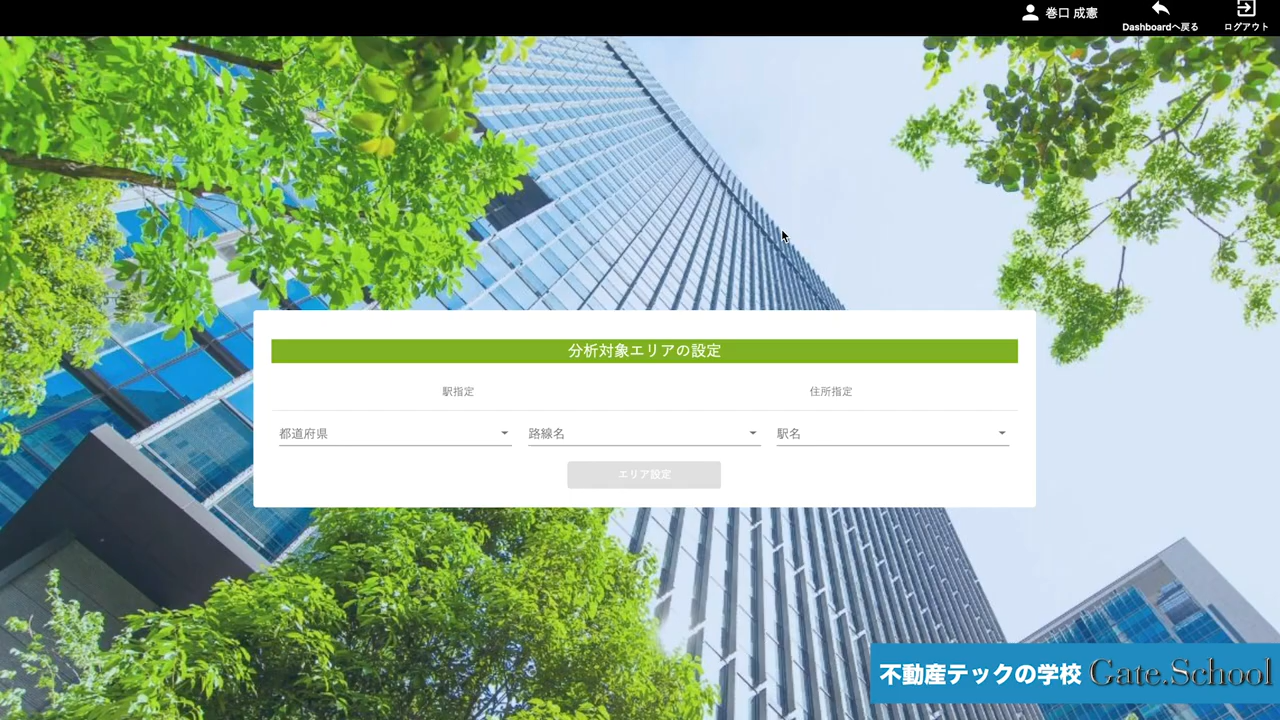 巻口 成憲
Dashboardへ戻る
ログアウト
分析対象エリアの設定
駅指定
住所指定
都道府県
路線名
駅名
エリア設定
不動産テックの学校 Gate.School